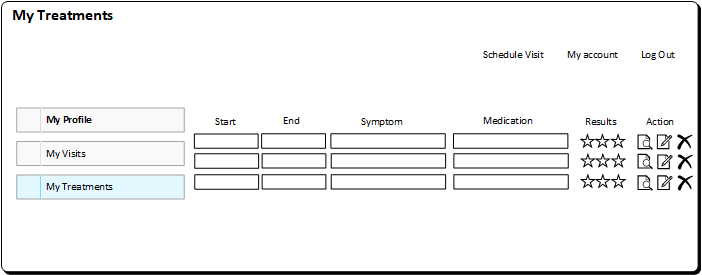 My Treatments
Schedule Visit My account Log Out
My Profile
Start End Symptom Medication Results Action
My Visits
My Treatments